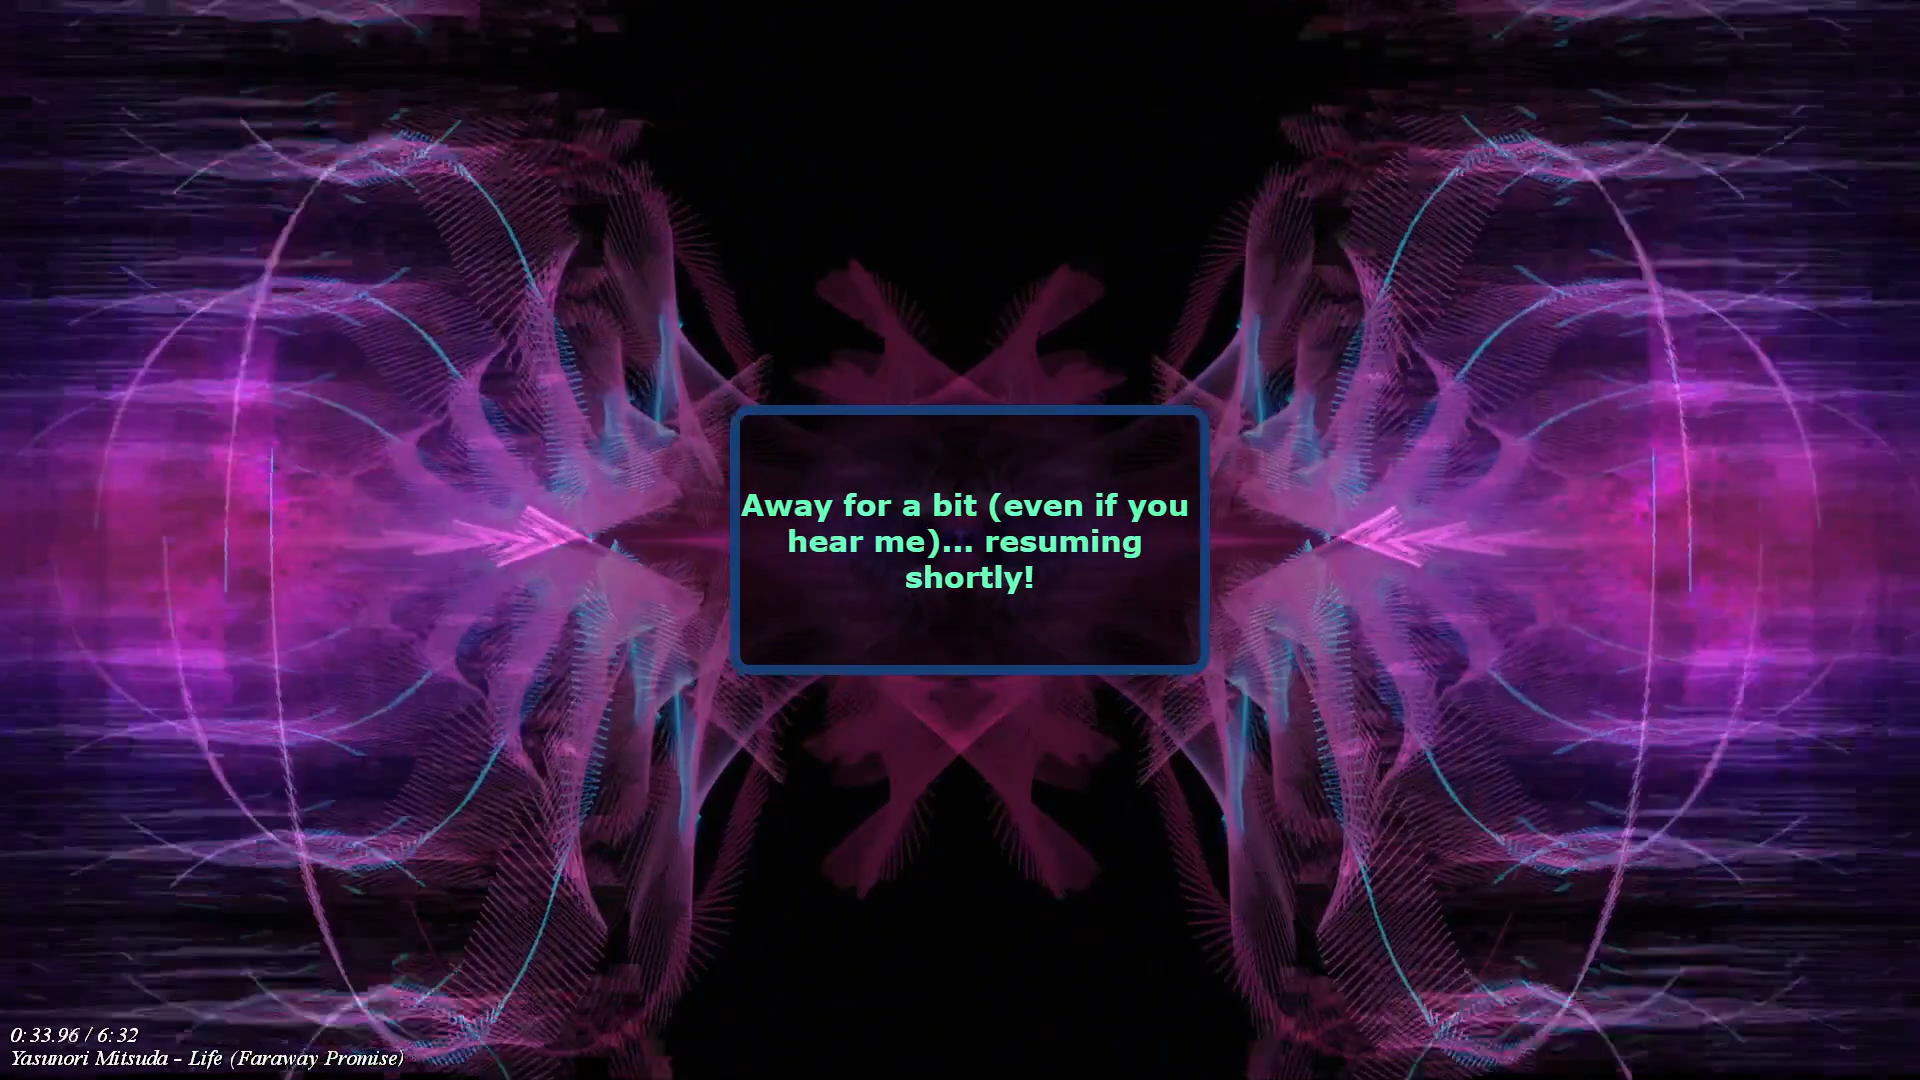 Away for a bit (even if you
hear me)... resuming
shortly!
0:33.96 / 6:32
Yasunori Mitsuda - Life (Faraway Promise)